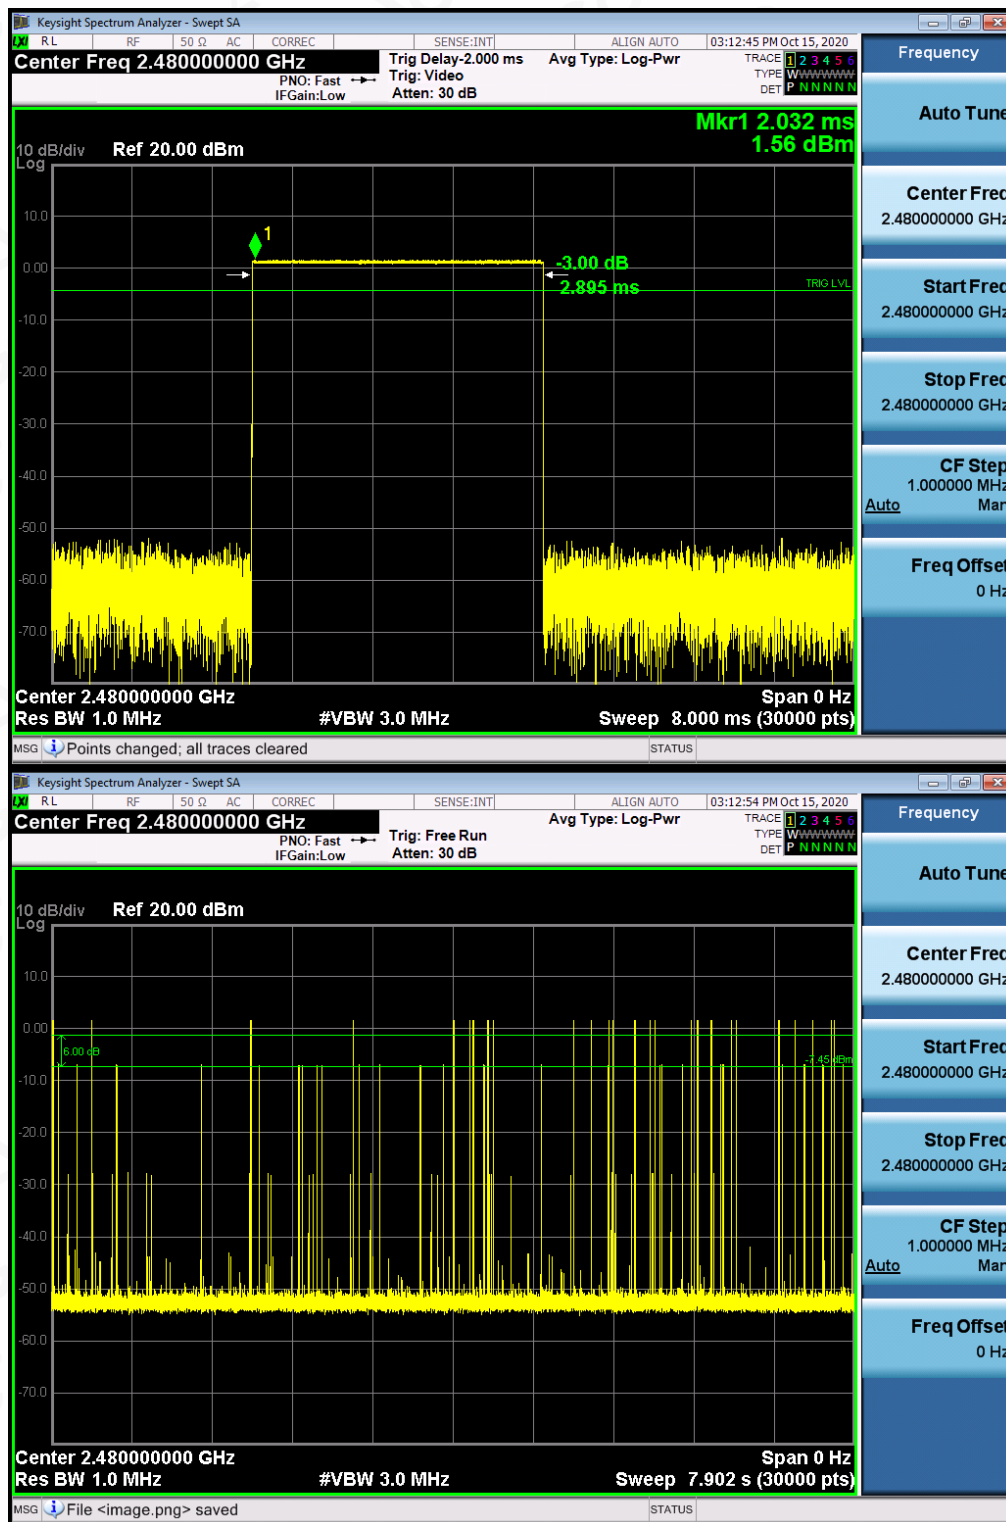 Keysight Spectrum Analyzer - Swept SA
LXI RL RF 50 Ω AC CORREC SENSE:INT ALIGN AUTO 03:12:45 PM Oct 15, 2020
Center Freq 2.480000000 GHz Trig Delay-2.000 ms Avg Type: Log-Pwr TRACE 1 2 3 4 5 6
PNO: Fast Trig: Video TYPE WWWWWWW
IFGain:Low Atten: 30 dB DET P N N N N N
Mkr1 2.032 ms
1.56 dBm
10 dB/div Ref 20.00 dBm
Log
10.0
1
0.00
-3.00 dB
2.895 ms
TRIG LVL
-10.0
-20.0
-30.0
-40.0
-50.0
-60.0
-70.0
Center 2.480000000 GHz Span 0 Hz
Res BW 1.0 MHz #VBW 3.0 MHz Sweep 8.000 ms (30000 pts)
MSG Points changed; all traces cleared STATUS
Frequency
Auto Tune
Center Freq
2.480000000 GHz
Start Freq
2.480000000 GHz
Stop Freq
2.480000000 GHz
CF Step
1.000000 MHz
Auto Man
Freq Offset
0 Hz
Keysight Spectrum Analyzer - Swept SA
LXI RL RF 50 Ω AC CORREC SENSE:INT ALIGN AUTO 03:12:54 PM Oct 15, 2020
Center Freq 2.480000000 GHz Avg Type: Log-Pwr TRACE 1 2 3 4 5 6
PNO: Fast Trig: Free Run TYPE WWWWWWW
IFGain:Low Atten: 30 dB DET P N N N N N
10 dB/div Ref 20.00 dBm
Log
10.0
0.00
6.00 dB
-7.45 dBm
-10.0
-20.0
-30.0
-40.0
-50.0
-60.0
-70.0
Center 2.480000000 GHz Span 0 Hz
Res BW 1.0 MHz #VBW 3.0 MHz Sweep 7.902 s (30000 pts)
MSG File <image.png> saved STATUS
Frequency
Auto Tune
Center Freq
2.480000000 GHz
Start Freq
2.480000000 GHz
Stop Freq
2.480000000 GHz
CF Step
1.000000 MHz
Auto Man
Freq Offset
0 Hz